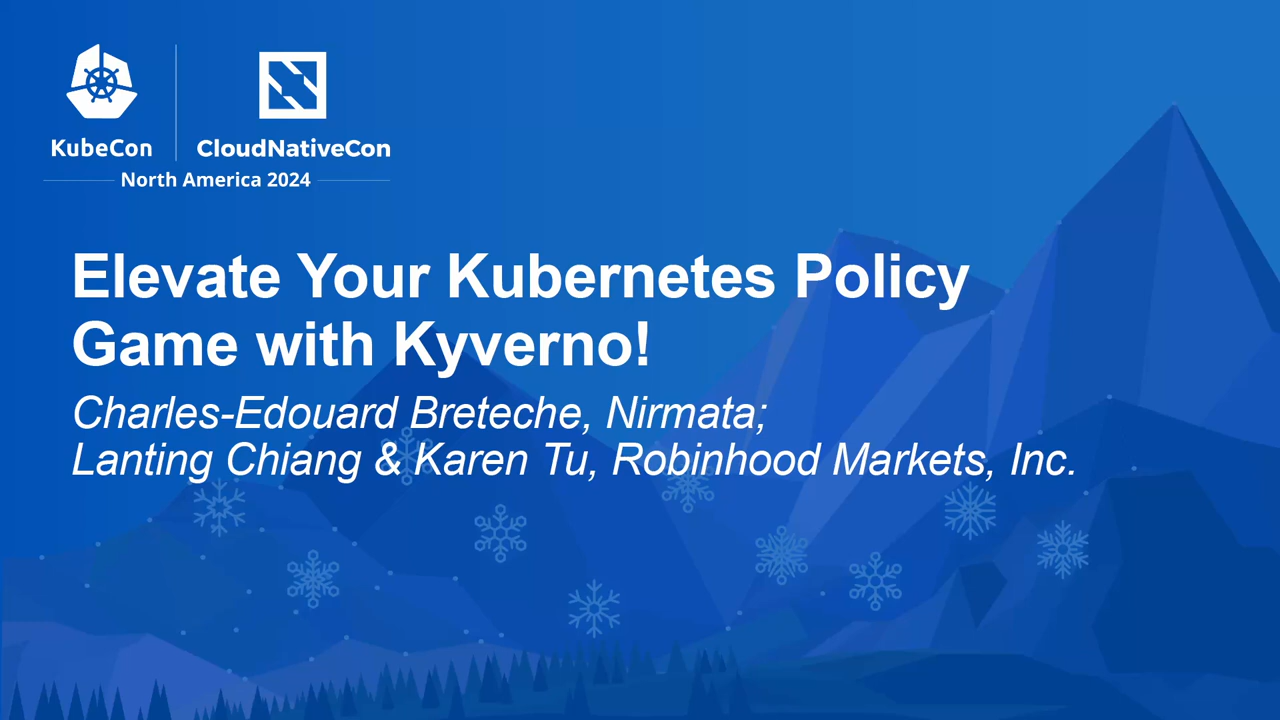 KubeCon
CloudNativeCon
North America 2024
Elevate Your Kubernetes Policy
Game with Kyverno!
Charles-Edouard Breteche, Nirmata;
Lanting Chiang & Karen Tu, Robinhood Markets, Inc.